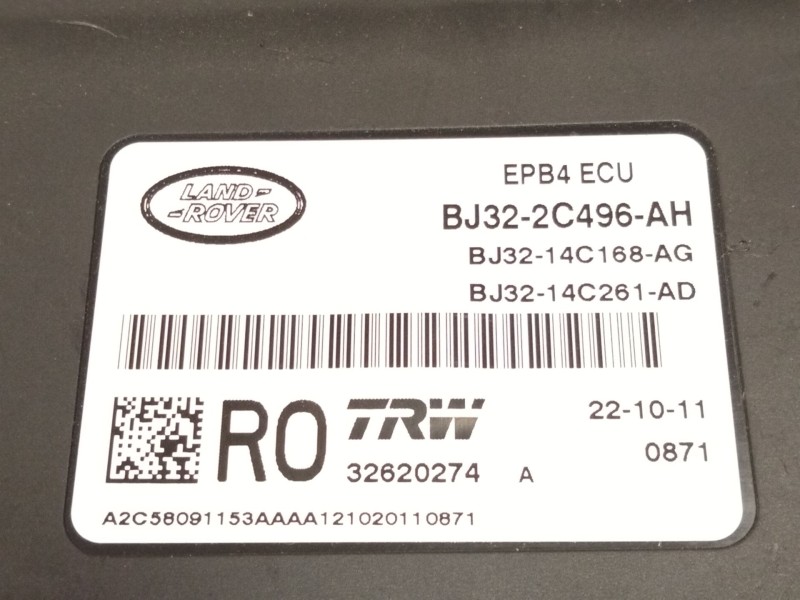 LAND-
-ROVER
EPB4 ECU
BJ32-2C496-AH
BJ32-14C168-AG
BJ32-14C261-AD
RO
TRW
22-10-11
32620274 A
0871
A2C58091153AAAA121020110871